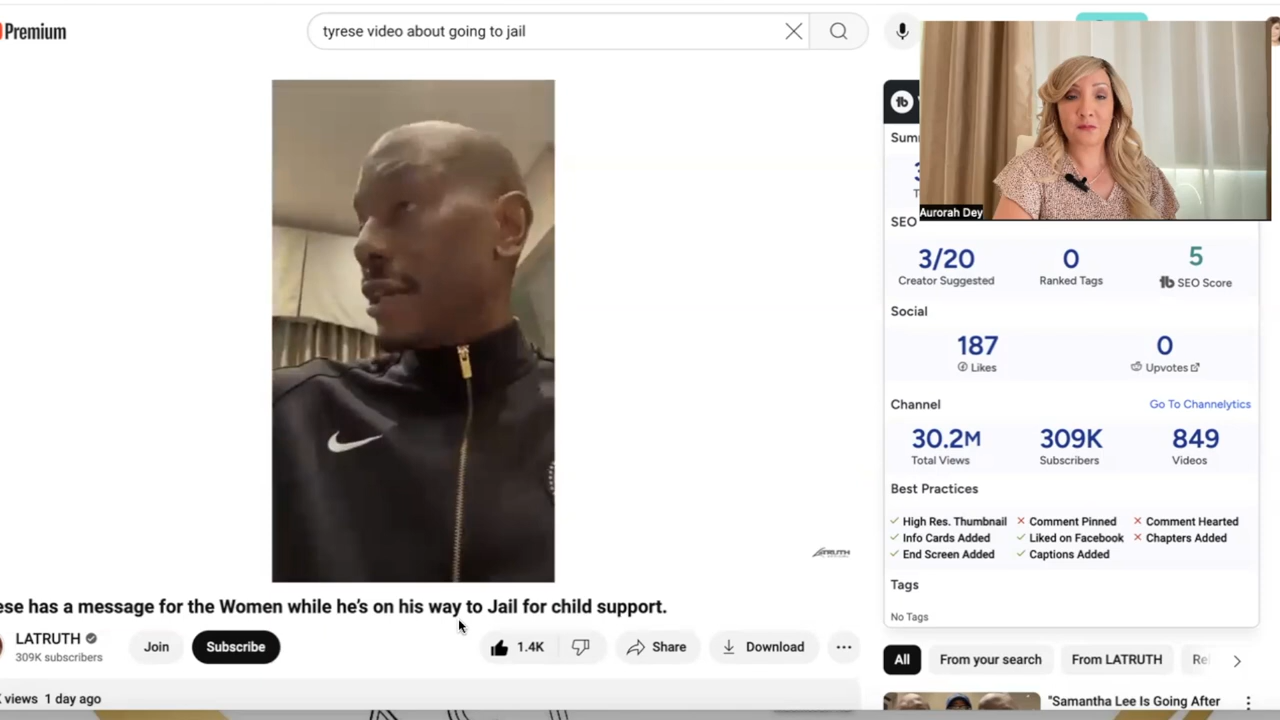 Premium
tyrese video about going to jail
Aurorah Dey
SEO
3/20 0 5
Creator Suggested Ranked Tags tb SEO Score
Social
187 0
Likes Upvotes
Channel Go To Channelytics
30.2M 309K 849
Total Views Subscribers Videos
Best Practices
High Res. Thumbnail Comment Pinned Comment Hearted
Info Cards Added Liked on Facebook Chapters Added
End Screen Added Captions Added
Tags
No Tags
LATRUTH
ese has a message for the Women while he's on his way to Jail for child support.
LATRUTH
309K subscribers
Join Subscribe 1.4K Share Download
All From your search From LATRUTH
views 1 day ago
"Samantha Lee Is Going After